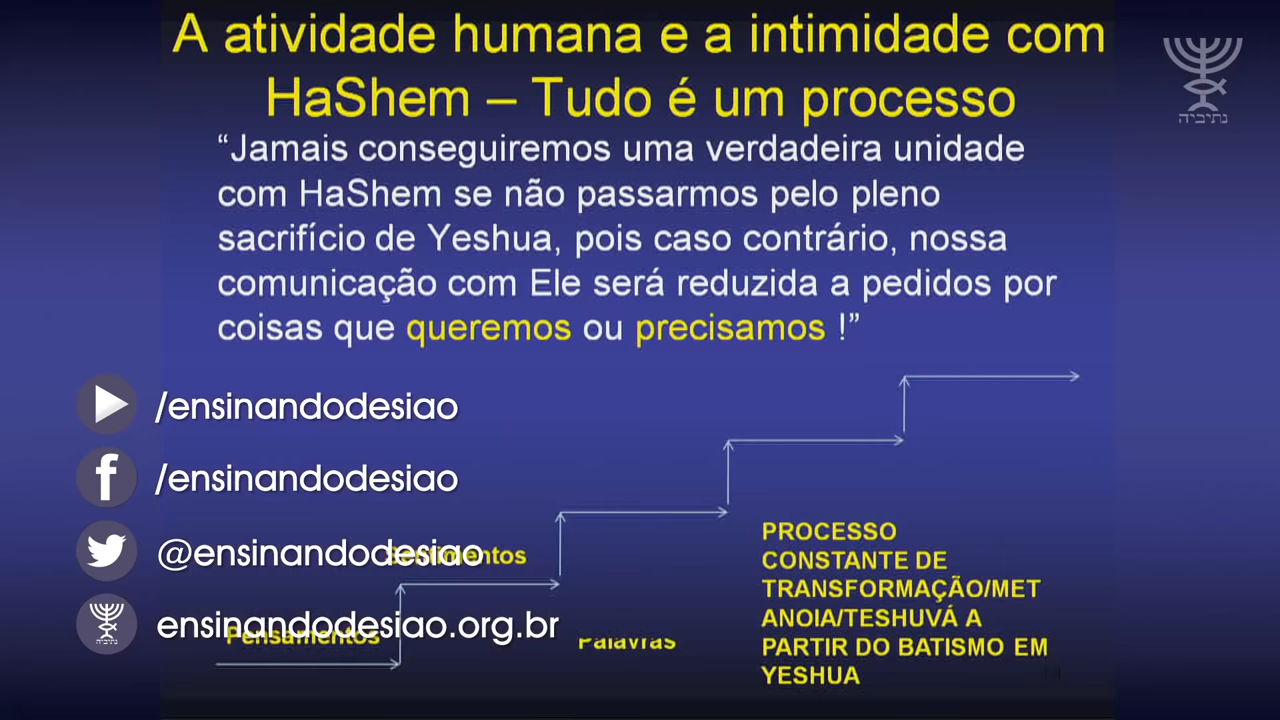 A atividade humana e a intimidade com
HaShem – Tudo é um processo
נתיביה
“Jamais conseguiremos uma verdadeira unidade
com HaShem se não passarmos pelo pleno
sacrifício de Yeshua, pois caso contrário, nossa
comunicação com Ele será reduzida a pedidos por
coisas que queremos ou precisamos !”
/ensinandodesiao
/ensinandodesiao
@ensinandodesiao
Sentimentos
ensinandodesiao.org.br
Pensamentos
Palavras
PROCESSO
CONSTANTE DE
TRANSFORMAÇÃO/MET
ANOIA/TESHUVÁ A
PARTIR DO BATISMO EM
YESHUA